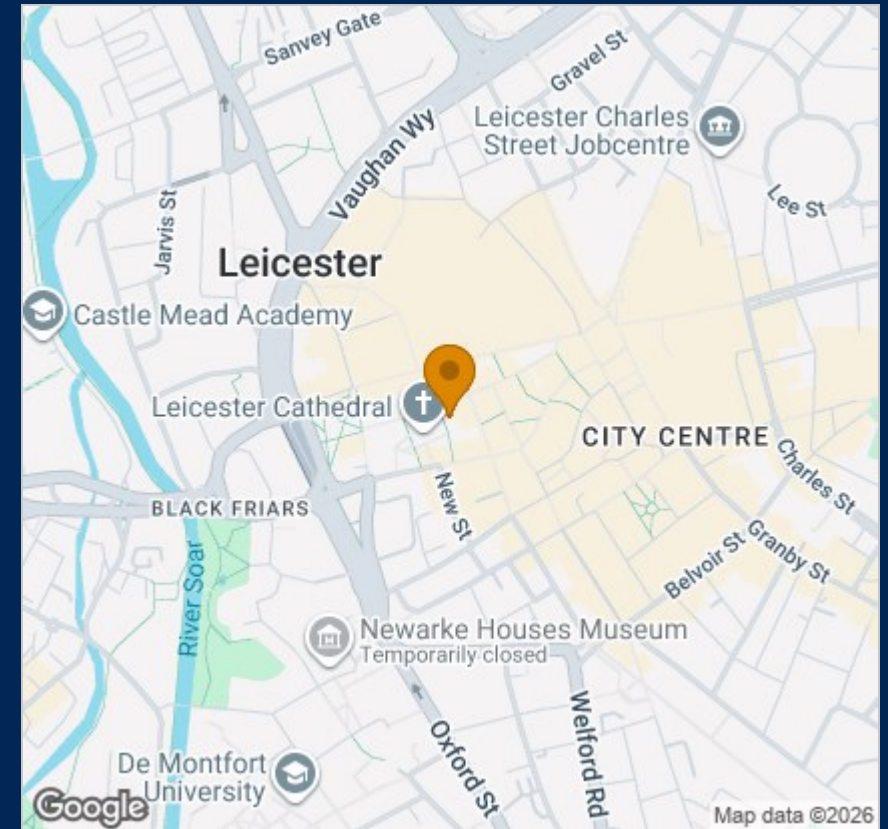 Sanvey Gate
Gravel St
Vaughan Wy
Leicester Charles
Street Jobcentre
Jarvis St
Lee St
Leicester
Castle Mead Academy
Leicester Cathedral
CITY CENTRE
Charles St
New St
BLACK FRIARS
Granby St
Belvoir St
River Soar
Newarke Houses Museum
Temporarily closed
Welford Rd
Oxford St
De Montfort
University
Google
Map data ©2026